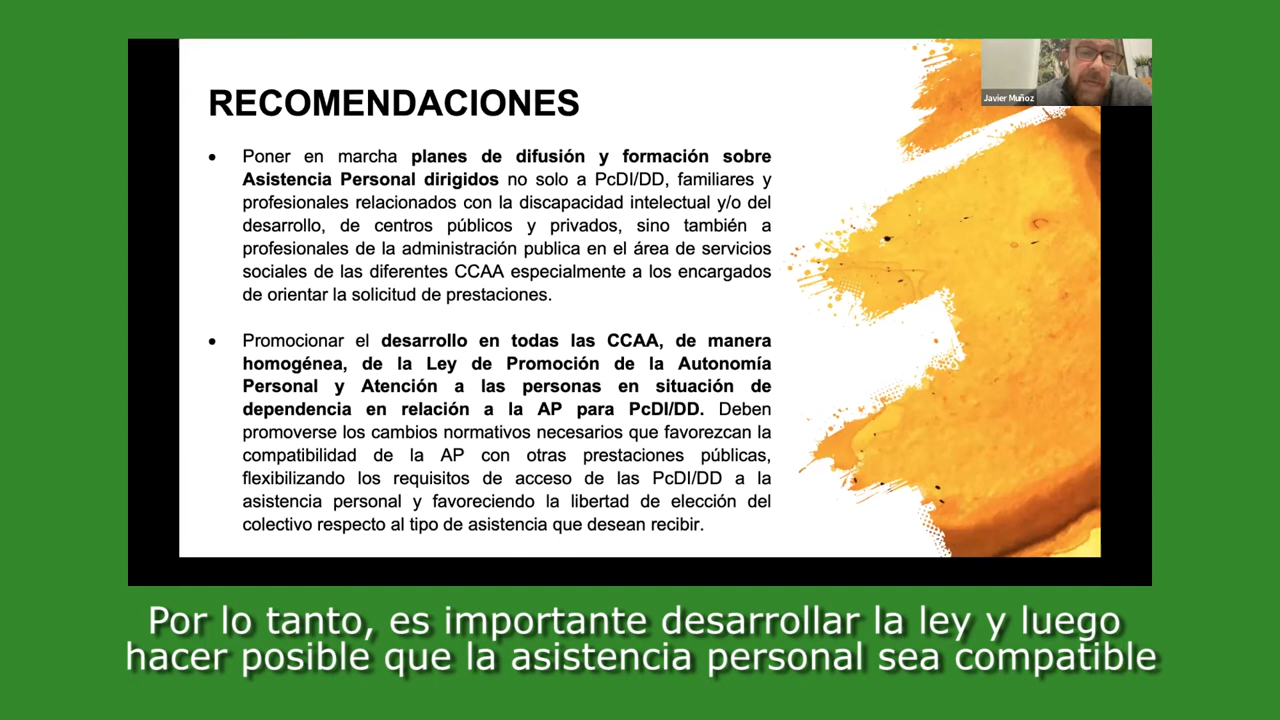 RECOMENDACIONES
Javier Muñoz
• Poner en marcha planes de difusión y formación sobre
Asistencia Personal dirigidos no solo a PcDI/DD, familiares y
profesionales relacionados con la discapacidad intelectual y/o del
desarrollo, de centros públicos y privados, sino también a
profesionales de la administración publica en el área de servicios
sociales de las diferentes CCAA especialmente a los encargados
de orientar la solicitud de prestaciones.
• Promocionar el desarrollo en todas las CCAA, de manera
homogénea, de la Ley de Promoción de la Autonomía
Personal y Atención a las personas en situación de
dependencia en relación a la AP para PcDI/DD. Deben
promoverse los cambios normativos necesarios que favorezcan la
compatibilidad de la AP con otras prestaciones públicas,
flexibilizando los requisitos de acceso de las PcDI/DD a la
asistencia personal y favoreciendo la libertad de elección del
colectivo respecto al tipo de asistencia que desean recibir.
Por lo tanto, es importante desarrollar la ley y luego
hacer posible que la asistencia personal sea compatible